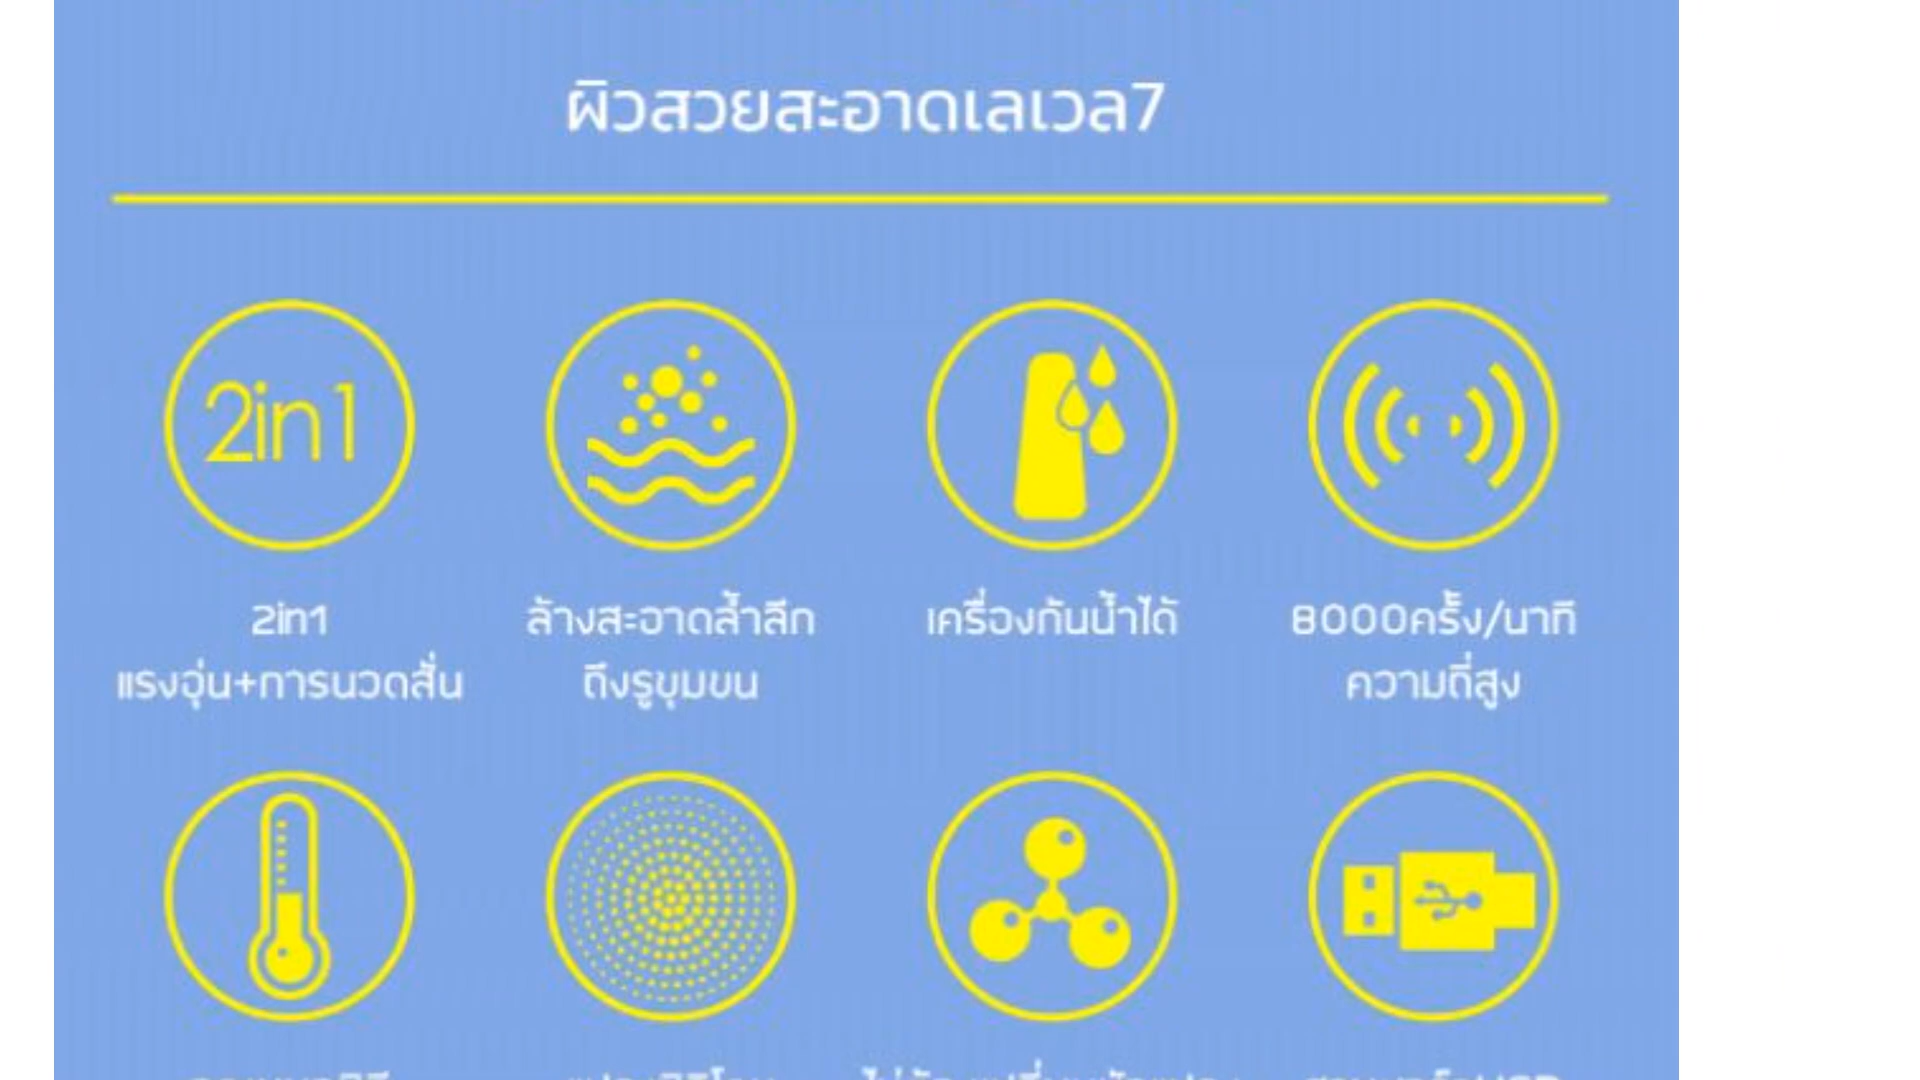 ผิวสวยสะอาดเลเวล7
2in1
2in1
แรงอุ่น+การนวดสั่น
ล้างสะอาดล้ำลึก
ถึงรูขุมขน
เครื่องกันน้ำได้
8000ครั้ง/นาที
ความถี่สูง